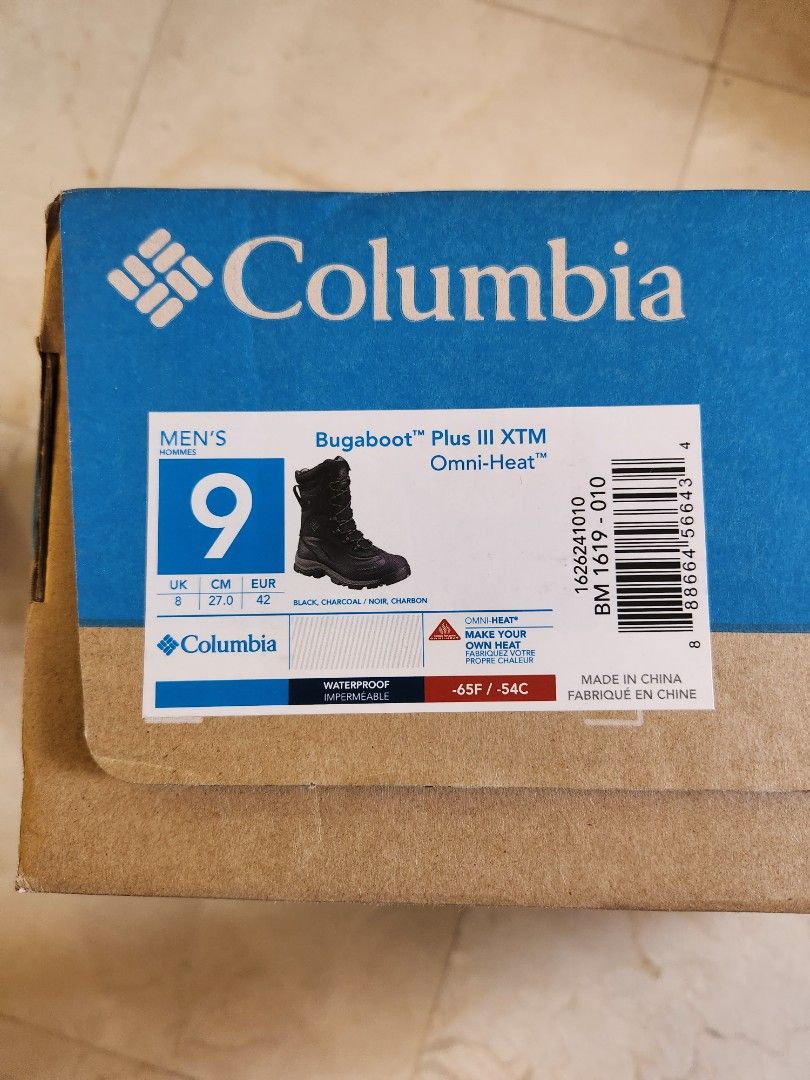 Columbia
MEN'S
HOMMES
9
UK CM EUR
8 27.0 42
Bugaboot™ Plus III XTM
Omni-Heat™
BLACK, CHARCOAL / NOIR, CHARBON
Columbia
OMNI-HEAT®
MAKE YOUR
OWN HEAT
FABRIQUEZ VOTRE
PROPRE CHALEUR
WATERPROOF
IMPERMÉABLE
-65F / -54C
1626241010
BM 1619 - 010
8 88664 56643 4
MADE IN CHINA
FABRIQUÉ EN CHINE